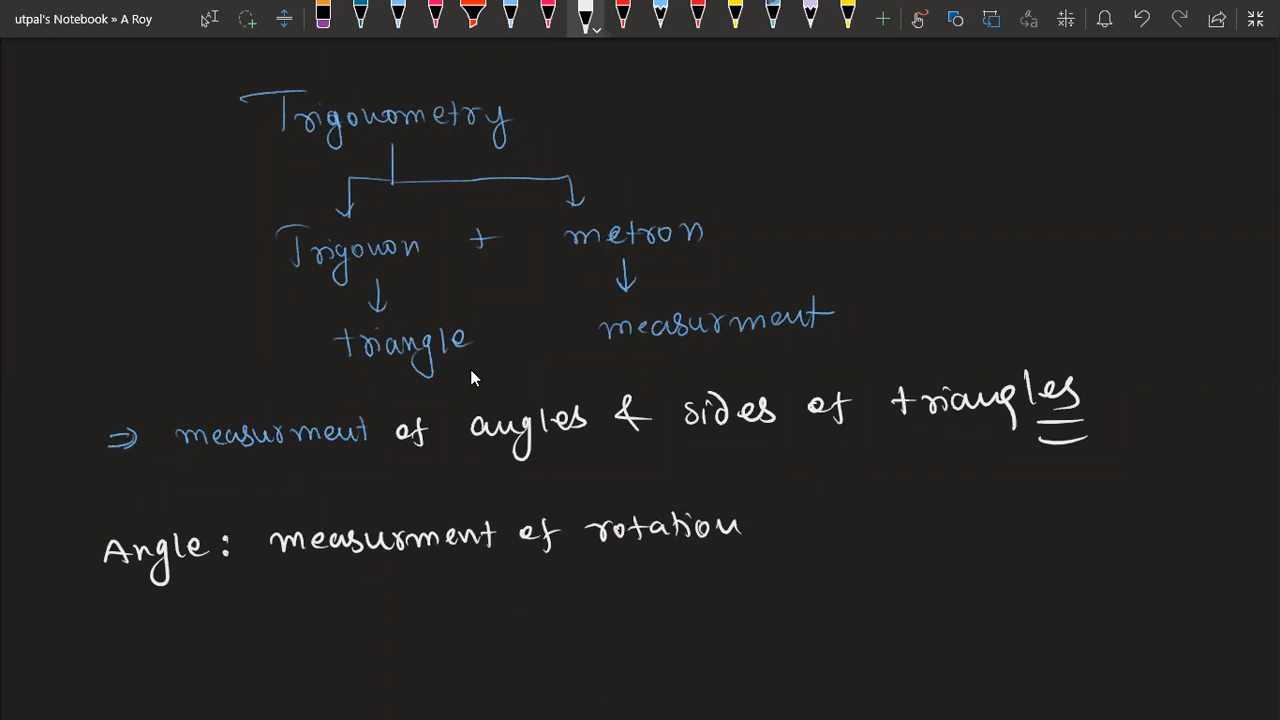 utpal's Notebook » A Roy
Trigonometry
Trigonon + metron
triangle measurment
⇒ measurment of angles & sides of triangles
Angle: measurment of rotation